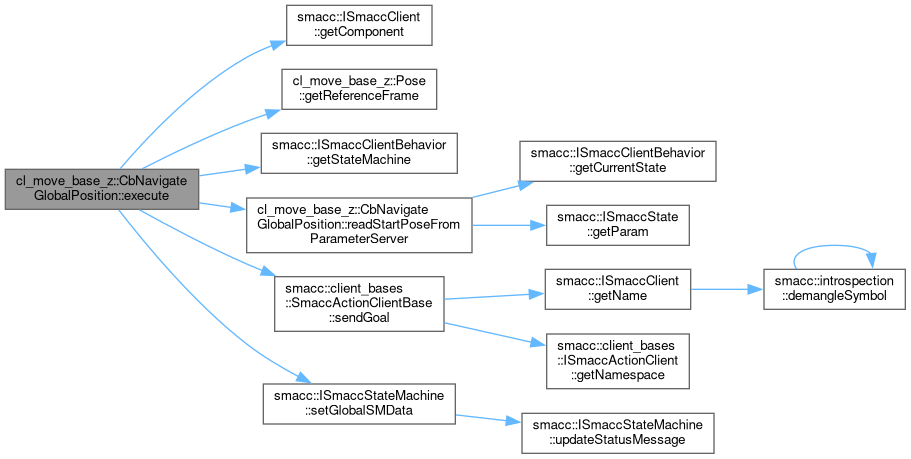 smacc::ISmaccClient
::getComponent
cl_move_base_z::Pose
::getReferenceFrame
smacc::ISmaccClientBehavior
::getStateMachine
cl_move_base_z::CbNavigate
GlobalPosition::execute
cl_move_base_z::CbNavigate
GlobalPosition::readStartPoseFrom
ParameterServer
smacc::ISmaccClientBehavior
::getCurrentState
smacc::ISmaccState
::getParam
smacc::client_bases
::SmaccActionClientBase
::sendGoal
smacc::ISmaccClient
::getName
smacc::introspection
::demangleSymbol
smacc::client_bases
::ISmaccActionClient
::getNamespace
smacc::ISmaccStateMachine
::setGlobalSMData
smacc::ISmaccStateMachine
::updateStatusMessage